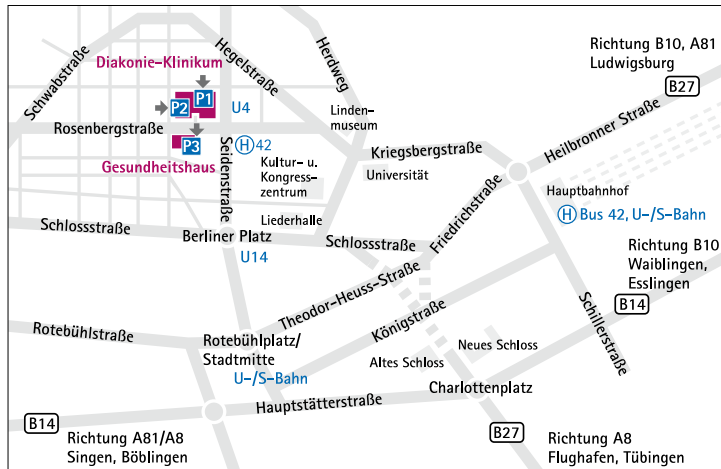 Schwabstraße
Diakonie-Klinikum
Hegelstraße
Herdweg
Richtung B10, A81
Ludwigsburg
B27
P1
P2
U4
Linden-
museum
Rosenbergstraße
P3
Gesundheitshaus
Seidenstraße
H 42
Kultur- u.
Kongress-
zentrum
Kriegsbergstraße
Universität
Heilbronner Straße
Hauptbahnhof
H Bus 42, U-/S-Bahn
Schlossstraße
Berliner Platz
U14
Liederhalle
Schlossstraße
Friedrichstraße
Richtung B10
Waiblingen,
Esslingen
B14
Theodor-Heuss-Straße
Königstraße
Schillerstraße
Rotebühlstraße
Rotebühlplatz/
Stadtmitte
U-/S-Bahn
Altes Schloss
Neues Schloss
Charlottenplatz
Hauptstätterstraße
B14
Richtung A81/A8
Singen, Böblingen
B27
Richtung A8
Flughafen, Tübingen